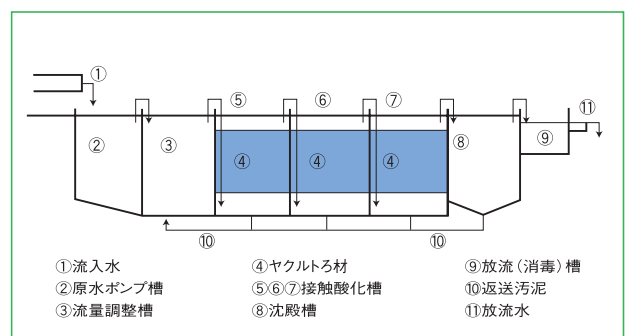 ①
⑤ ⑥ ⑦ ⑪
② ③ ④ ④ ④ ⑧ ⑨
⑩ ⑩
①流入水
②原水ポンプ槽
③流量調整槽
④ヤクルトろ材
⑤⑥⑦接触酸化槽
⑧沈殿槽
⑨放流（消毒）槽
⑩返送汚泥
⑪放流水